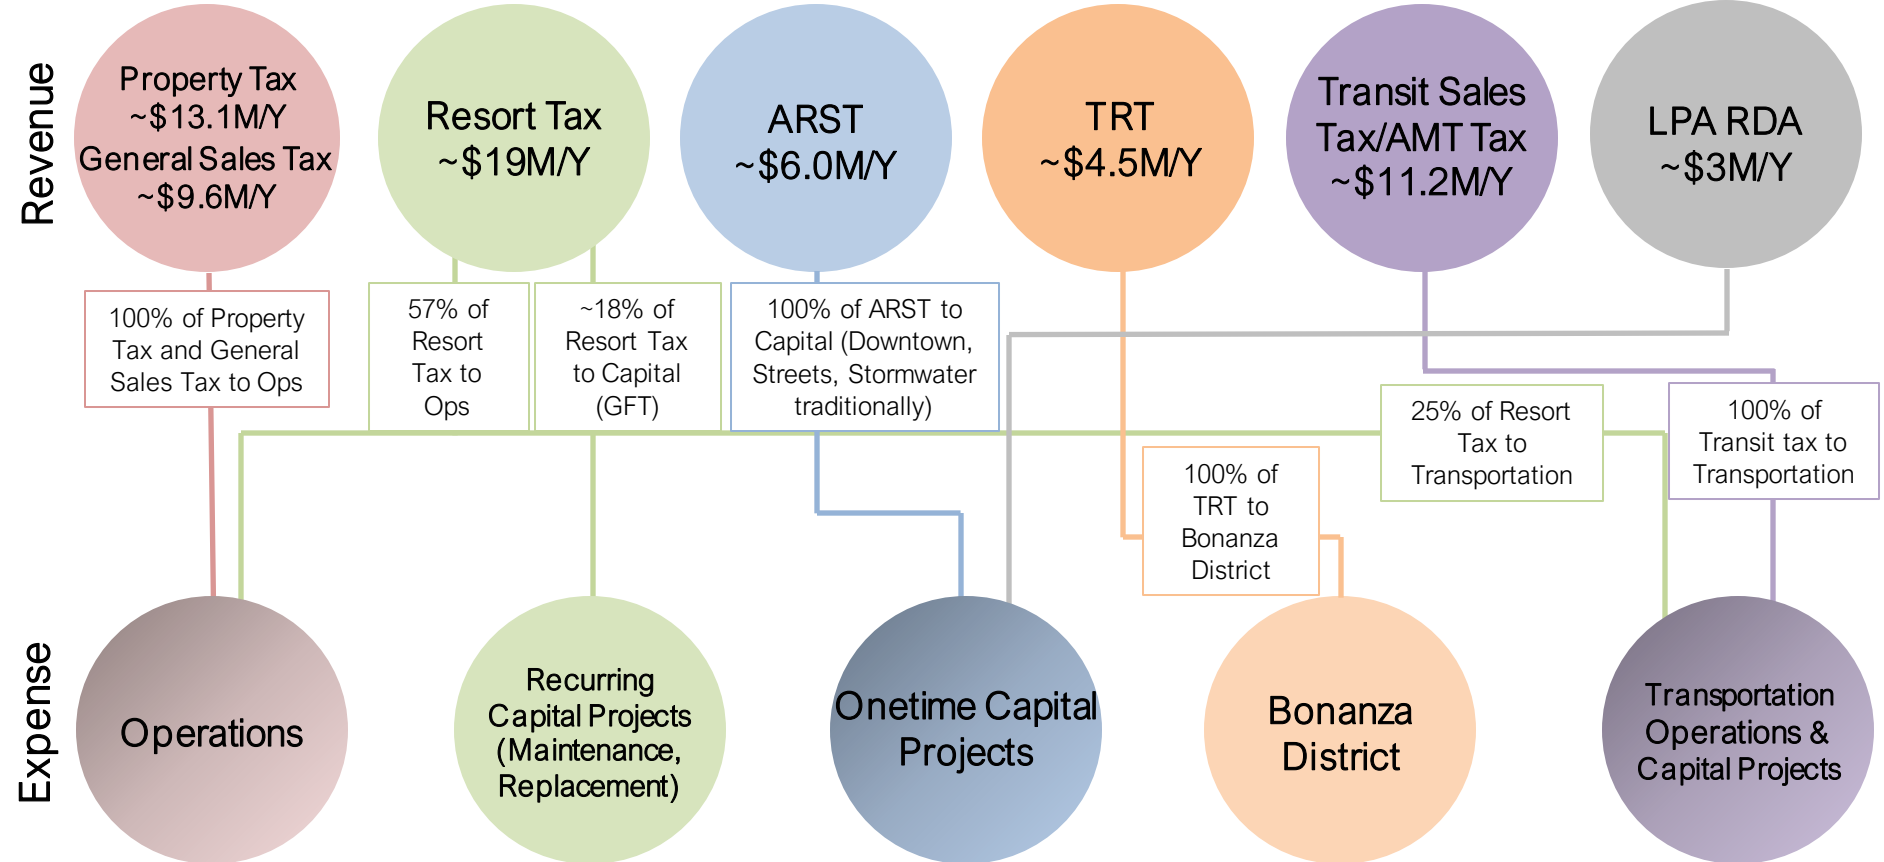 Revenue
Property Tax
~$13.1M/Y
General Sales Tax
~$9.6M/Y
Resort Tax
~$19M/Y
ARST
~$6.0M/Y
TRT
~$4.5M/Y
Transit Sales
Tax/AMT Tax
~$11.2M/Y
LPA RDA
~$3M/Y
100% of Property
Tax and General
Sales Tax to Ops
57% of
Resort
Tax to
Ops
~18% of
Resort Tax
to Capital
(GFT)
100% of ARST to
Capital (Downtown,
Streets, Stormwater
traditionally)
100% of
TRT to
Bonanza
District
25% of Resort
Tax to
Transportation
100% of
Transit tax to
Transportation
Expense
Operations
Recurring
Capital Projects
(Maintenance,
Replacement)
Onetime Capital
Projects
Bonanza
District
Transportation
Operations &
Capital Projects